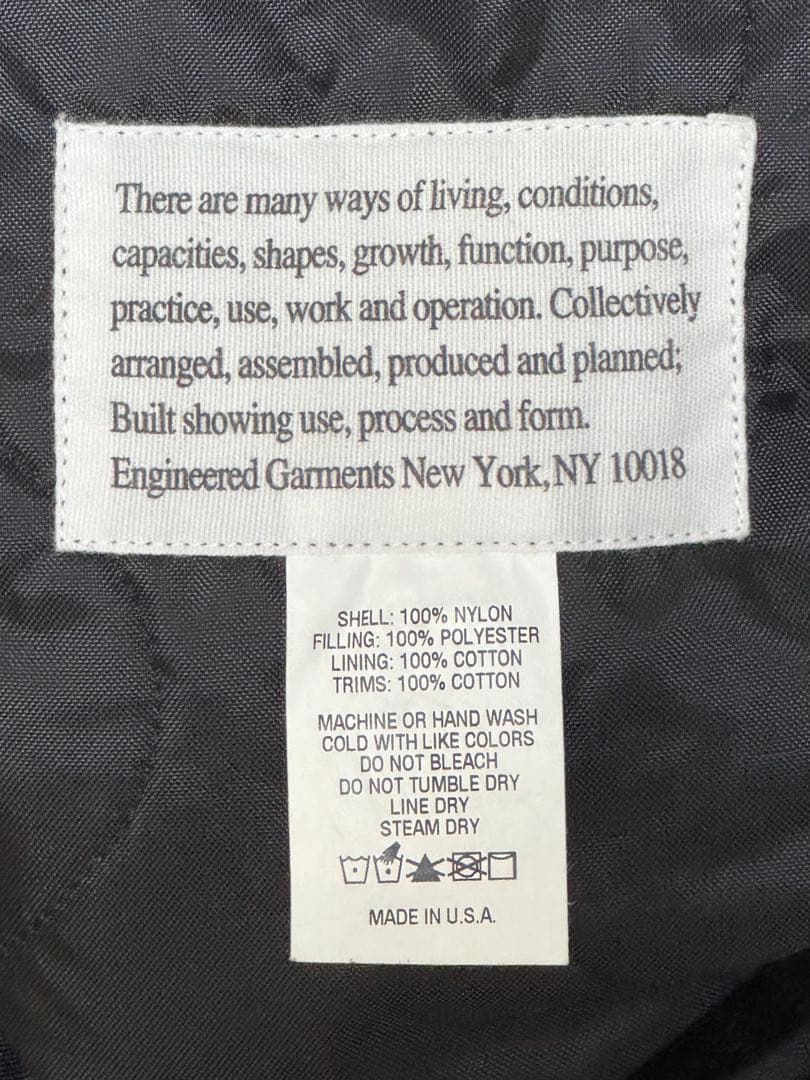 There are many ways of living, conditions,
capacities, shapes, growth, function, purpose,
practice, use, work and operation. Collectively
arranged, assembled, produced and planned;
Built showing use, process and form.
Engineered Garments New York, NY 10018
SHELL: 100% NYLON
FILLING: 100% POLYESTER
LINING: 100% COTTON
TRIMS: 100% COTTON
MACHINE OR HAND WASH
COLD WITH LIKE COLORS
DO NOT BLEACH
DO NOT TUMBLE DRY
LINE DRY
STEAM DRY
MADE IN U.S.A.